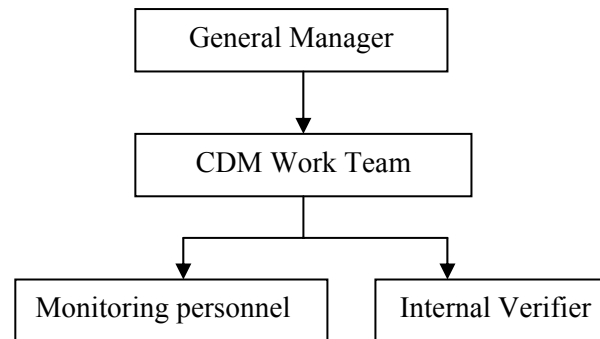 General Manager
CDM Work Team
Monitoring personnel
Internal Verifier